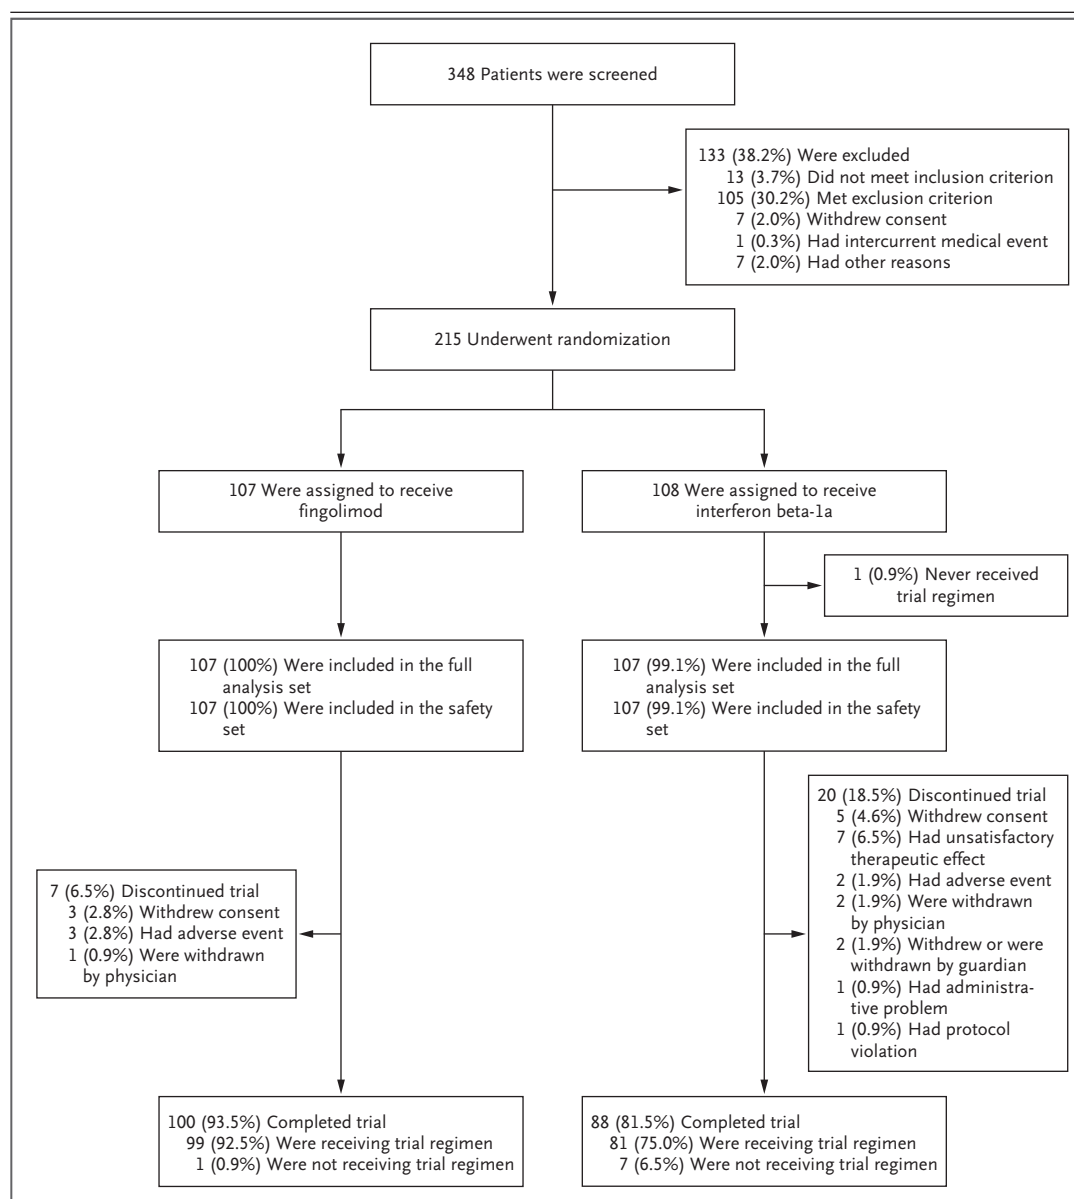 348 Patients were screened
133 (38.2%) Were excluded
13 (3.7%) Did not meet inclusion criterion
105 (30.2%) Met exclusion criterion
7 (2.0%) Withdrew consent
1 (0.3%) Had intercurrent medical event
7 (2.0%) Had other reasons
215 Underwent randomization
107 Were assigned to receive
fingolimod
108 Were assigned to receive
interferon beta-1a
1 (0.9%) Never received
trial regimen
107 (100%) Were included in the full
analysis set
107 (100%) Were included in the safety
set
107 (99.1%) Were included in the full
analysis set
107 (99.1%) Were included in the safety
set
7 (6.5%) Discontinued trial
3 (2.8%) Withdrew consent
3 (2.8%) Had adverse event
1 (0.9%) Were withdrawn
by physician
20 (18.5%) Discontinued trial
5 (4.6%) Withdrew consent
7 (6.5%) Had unsatisfactory
therapeutic effect
2 (1.9%) Had adverse event
2 (1.9%) Were withdrawn
by physician
2 (1.9%) Withdrew or were
withdrawn by guardian
1 (0.9%) Had administra-
tive problem
1 (0.9%) Had protocol
violation
100 (93.5%) Completed trial
99 (92.5%) Were receiving trial regimen
1 (0.9%) Were not receiving trial regimen
88 (81.5%) Completed trial
81 (75.0%) Were receiving trial regimen
7 (6.5%) Were not receiving trial regimen